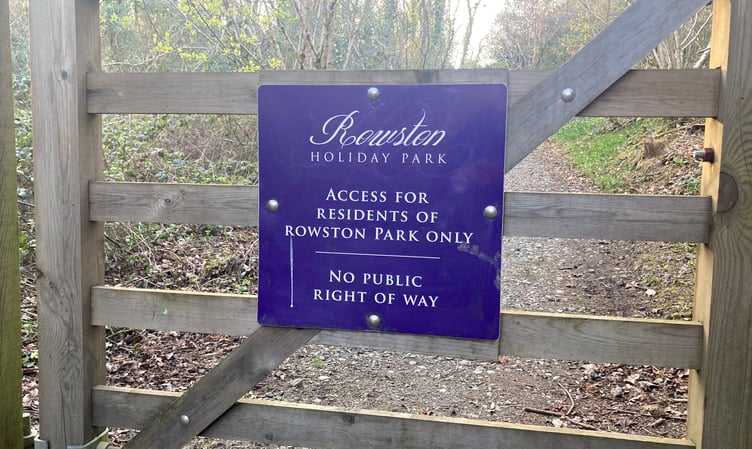 Rowston
HOLIDAY PARK
ACCESS FOR
RESIDENTS OF
ROWSTON PARK ONLY
NO PUBLIC
RIGHT OF WAY